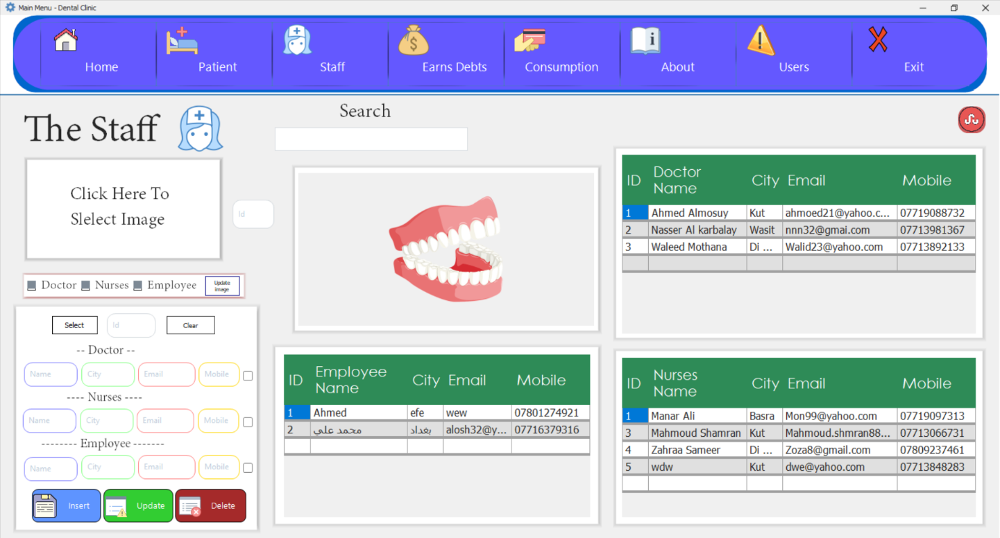 Main Menu - Dental Clinic
Home Patient Staff Earns Debts Consumption About Users Exit
The Staff
Search
Click Here To
Slelect Image
Id
Doctor Nurses Employee Update image
Select Id Clear
-- Doctor --
Name City Email Mobile
---- Nurses ----
Name City Email Mobile
-------- Employee -------
Name City Email Mobile
Insert Update Delete
ID Employee Name City Email Mobile
1 Ahmed efe wew 07801274921
2 محمد علي بغداد alosh32@y... 07716379316
ID Doctor Name City Email Mobile
1 Ahmed Almosuy Kut ahmoed21@yahoo.c... 07719088732
2 Nasser Al karbalay Wasit nnn32@gmai.com 07713981367
3 Waleed Mothana Di ... Walid23@yahoo.com 07713892133
ID Nurses Name City Email Mobile
1 Manar Ali Basra Mon99@yahoo.com 07719097313
3 Mahmoud Shamran Kut Mahmoud.shmran88... 07713066731
4 Zahraa Sameer Di ... Zoza8@gmail.com 07809237461
5 wdw Kut dwe@yahoo.com 07713848283